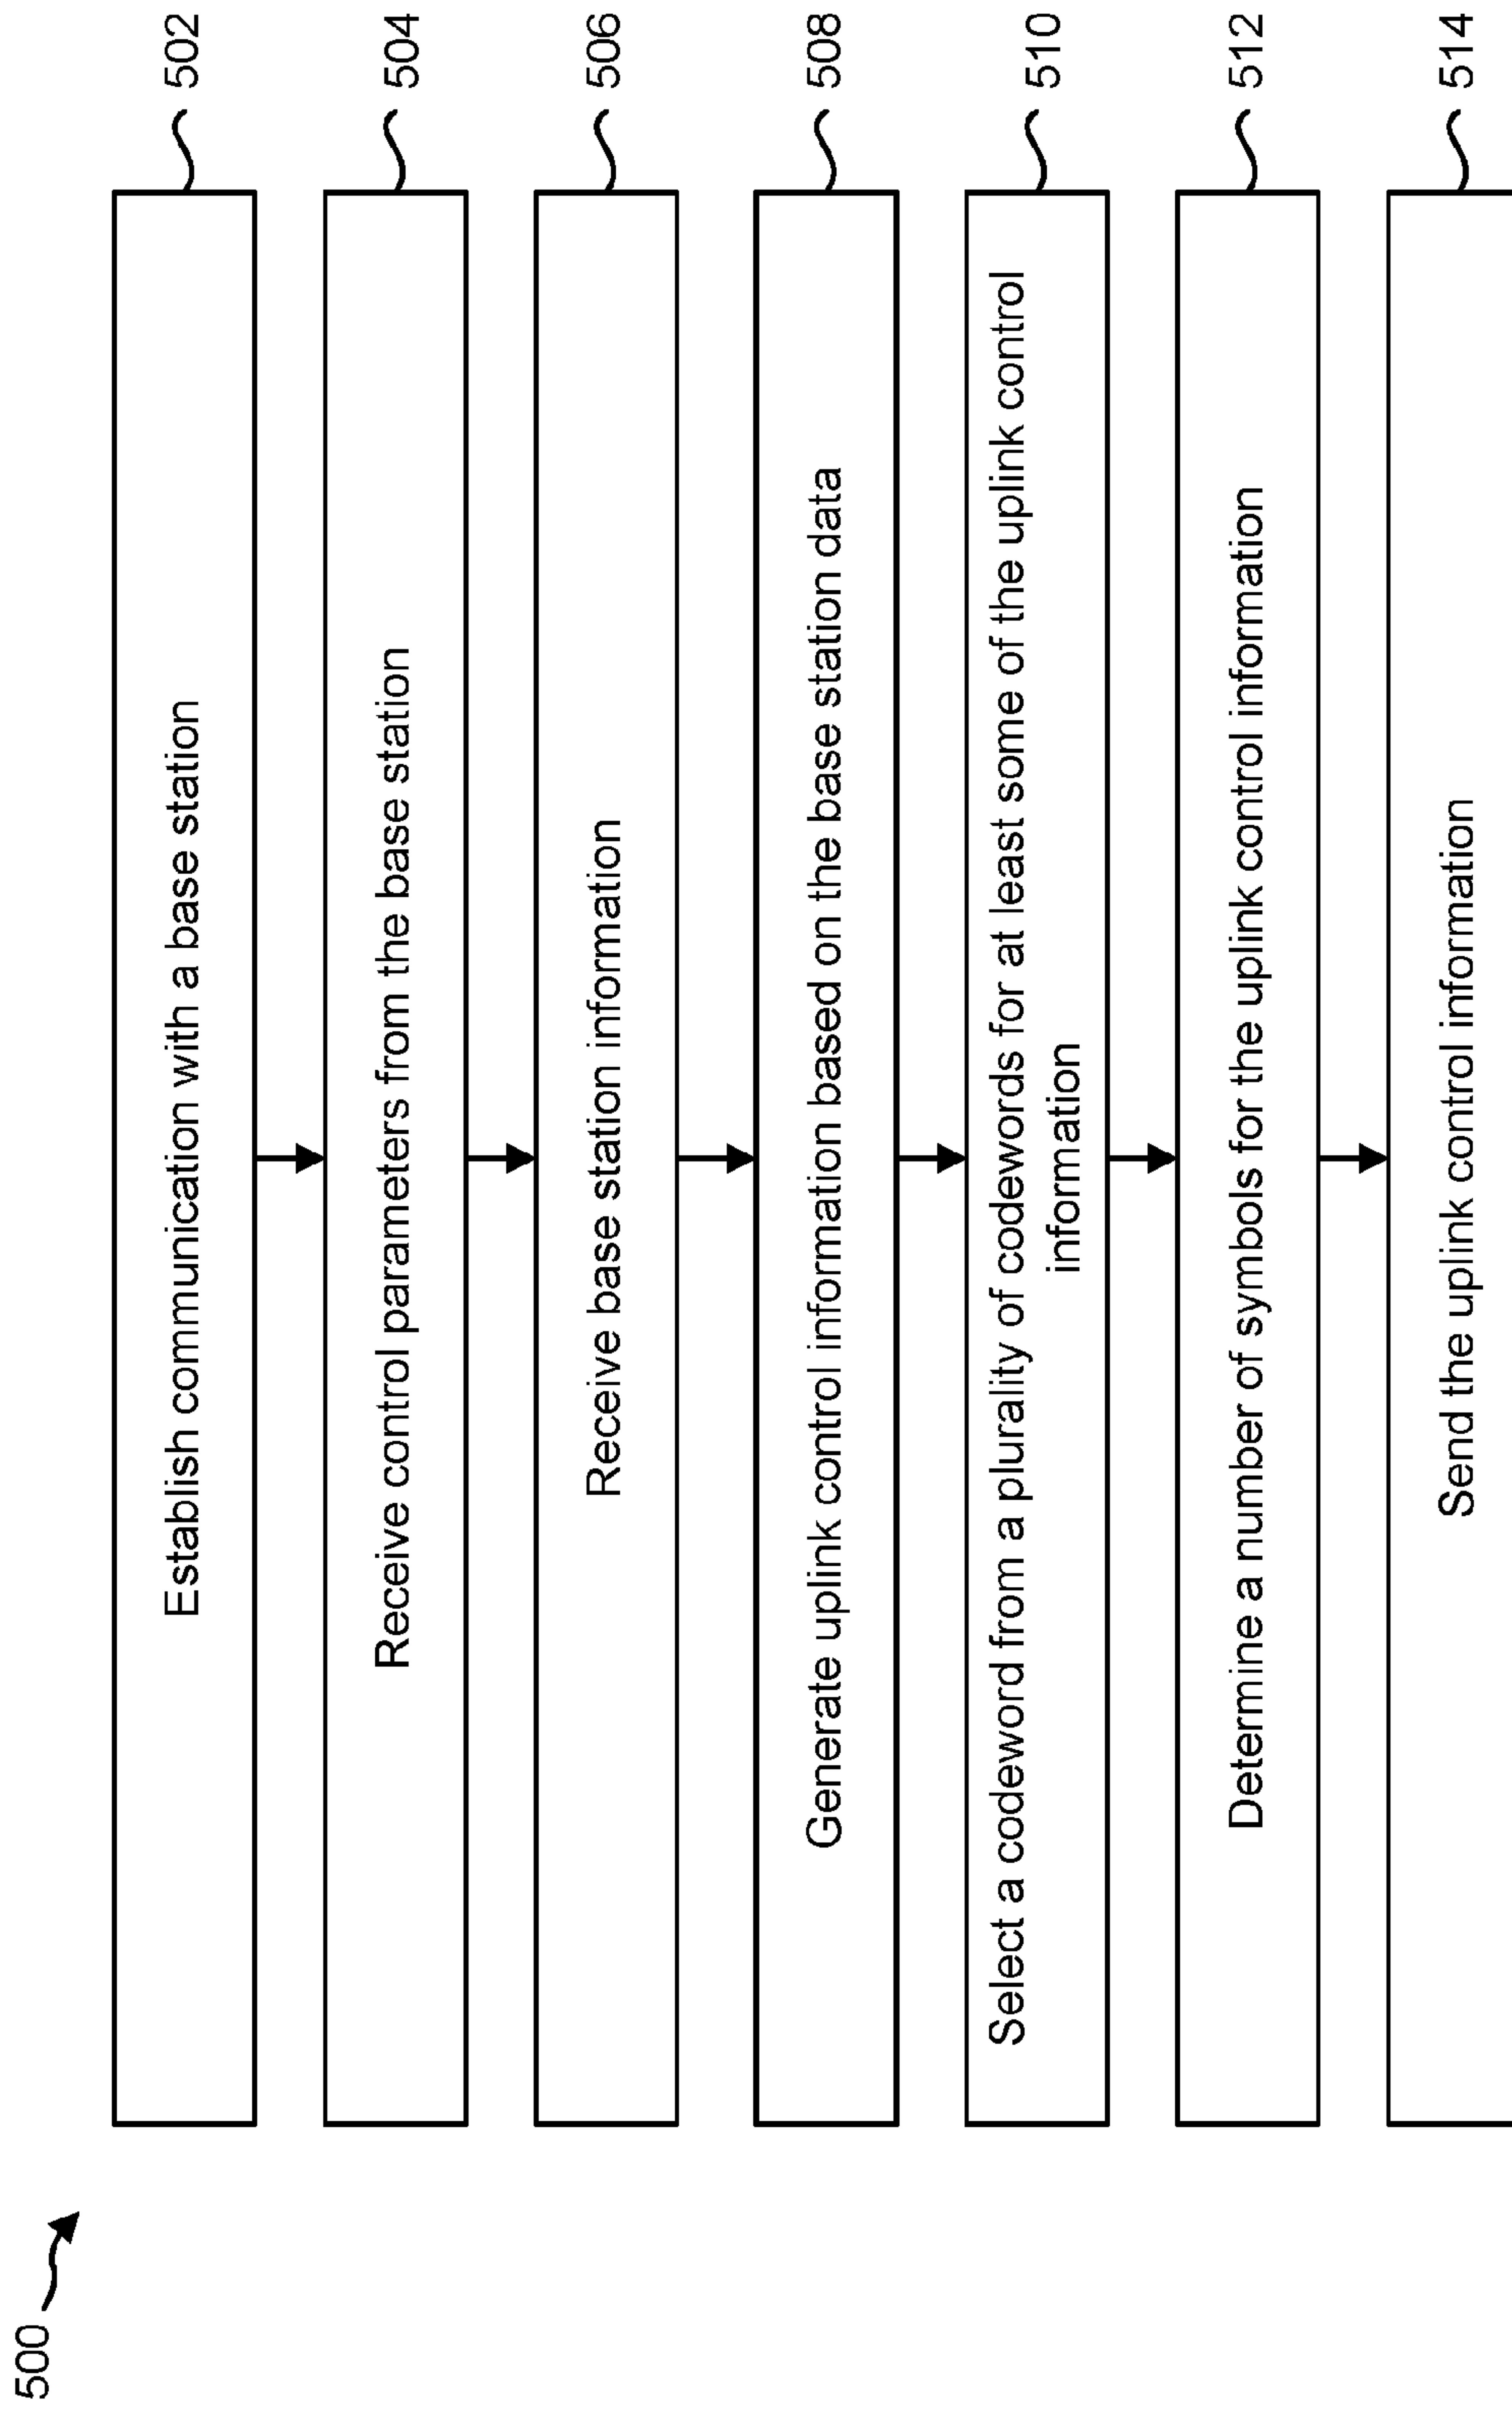 500
Establish communication with a base station
502
Receive control parameters from the base station
504
Receive base station information
506
Generate uplink control information based on the base station data
508
Select a codeword from a plurality of codewords for at least some of the uplink control
information
510
Determine a number of symbols for the uplink control information
512
Send the uplink control information
514